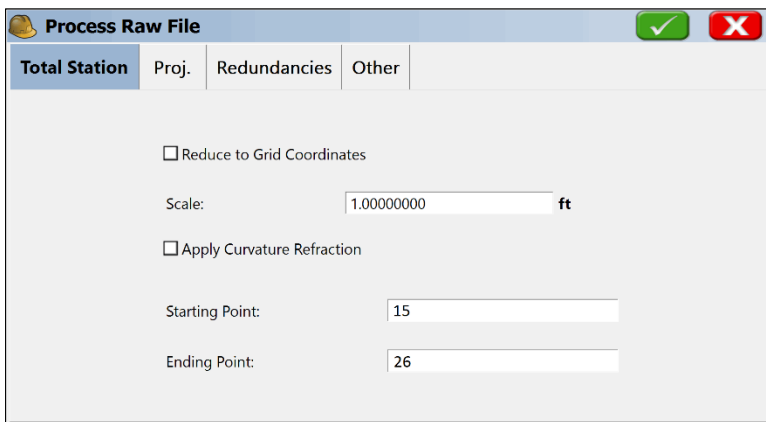 Process Raw File
Total Station Proj. Redundancies Other
Reduce to Grid Coordinates
Scale: 1.00000000 ft
Apply Curvature Refraction
Starting Point: 15
Ending Point: 26